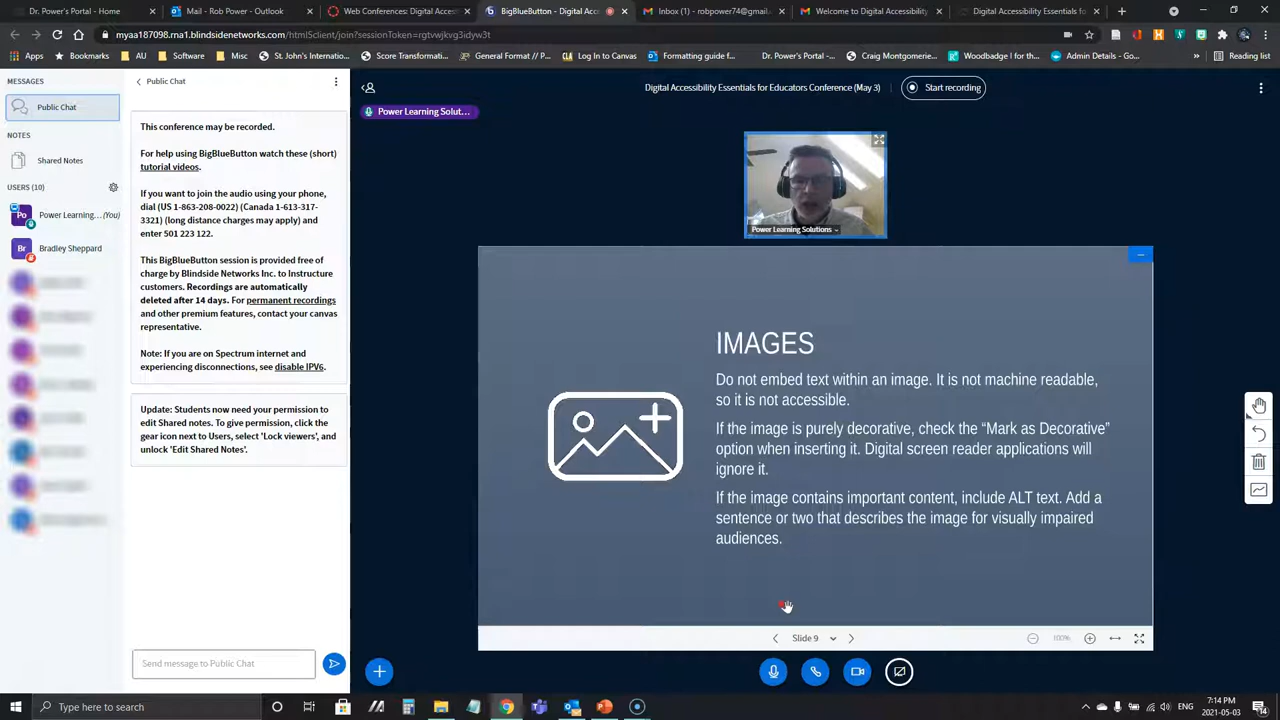 Dr. Power's Portal - Home
Mail - Rob Power - Outlook
Web Conferences: Power Access
BigBlueButton - Digital Acc
Inbox (1) - robpower74@gmail.
Welcome to Digital Accessibility
Digital Accessibility Essentials fo
myaa187098.rna1.blindsidenetworks.com/html5client/join?sessionToken=rgtvwjkvg3idyw3t
Apps
Bookmarks
AU
Software
Misc
St. John's
Score Transformati...
General Format // P...
Log In to Canvas
Formatting guide f...
Dr. Power's Portal -...
Craig Montgomerie...
Woodbadge I for th...
Admin Details - Go...
Reading list
MESSAGES
Public Chat
NOTES
Shared Notes
USERS (10)
Po
Power Learning... (You)
Br
Bradley Sheppard
Public Chat
This conference may be recorded.
For help using BigBlueButton watch these (short)
tutorial videos.
If you want to join the audio using your phone,
dial (US 1-863-208-0022) (Canada 1-613-317-
3321) (long distance charges may apply) and
enter 501 223 122.
This BigBlueButton session is provided free of
charge by Blindside Networks Inc. to Instructure
customers. Recordings are automatically
deleted after 14 days. For permanent recordings
and other premium features, contact your canvas
representative.
Note: If you are on Spectrum internet and
experiencing disconnections, see disable IPV6.
Update: Students now need your permission to
edit Shared notes. To give permission, click the
gear icon next to Users, select 'Lock viewers', and
unlock 'Edit Shared Notes'.
Send message to Public Chat
Digital Accessibility Essentials for Educators Conference (May 3)
Start recording
Power Learning Solut...
Power Learning Solutions
IMAGES
Do not embed text within an image. It is not machine readable,
so it is not accessible.
If the image is purely decorative, check the “Mark as Decorative”
option when inserting it. Digital screen reader applications will
ignore it.
If the image contains important content, include ALT text. Add a
sentence or two that describes the image for visually impaired
audiences.
Slide 9
100%
Type here to search
7:14 PM
2021-05-03